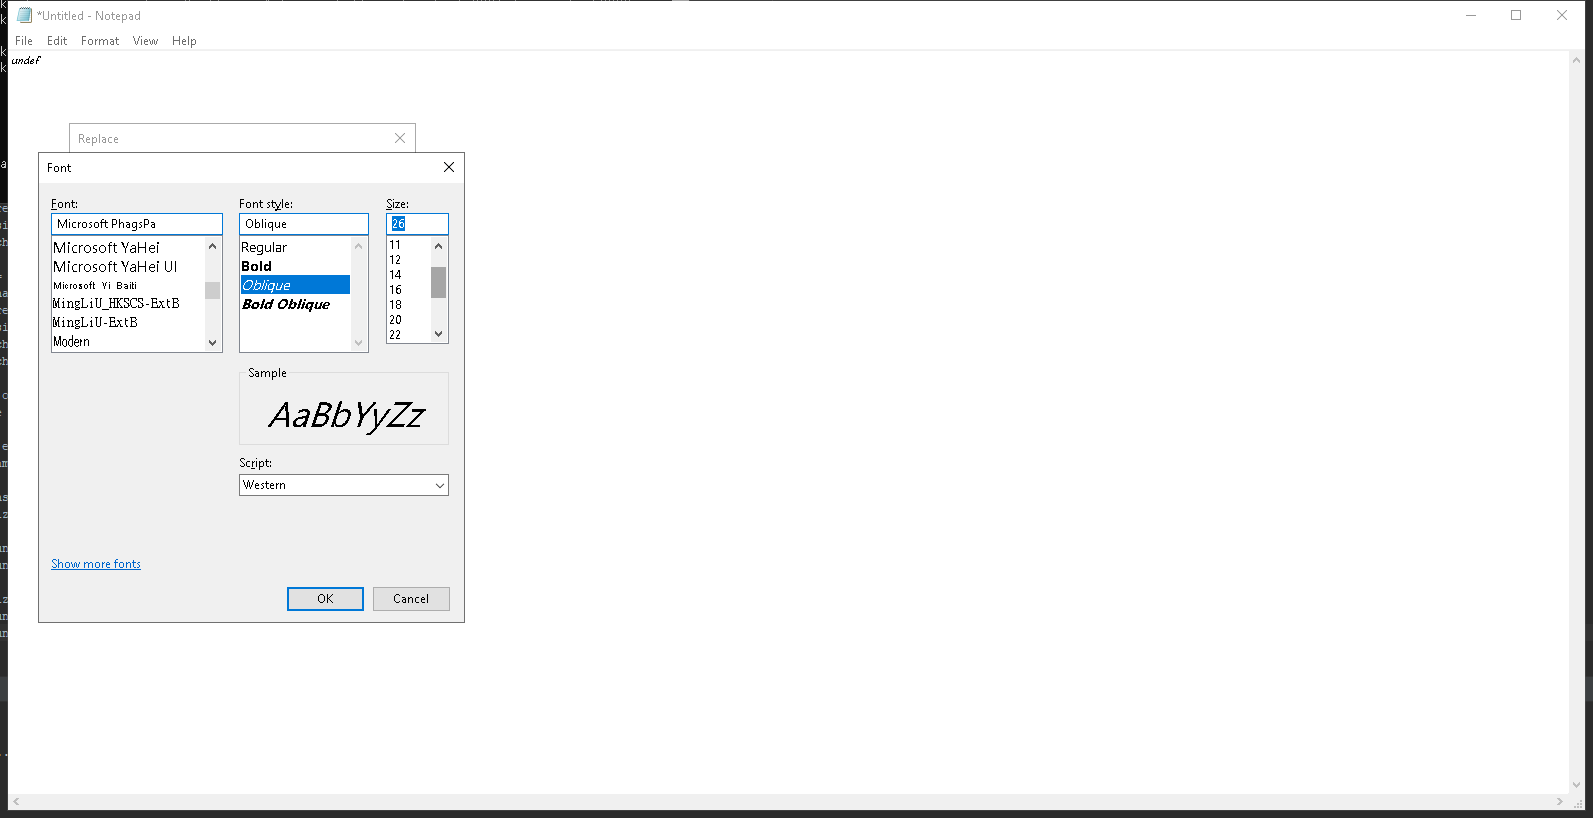 *Untitled - Notepad
File Edit Format View Help
undef
Replace
Font
Font:
Microsoft PhagsPa
Microsoft YaHei
Microsoft YaHei UI
Microsoft Yi Baiti
MingLiU_HKSCS-ExtB
MingLiU-ExtB
Modern
Font style:
Oblique
Regular
Bold
Oblique
Bold Oblique
Size:
26
11
12
14
16
18
20
22
Sample
AaBbYyZz
Script:
Western
Show more fonts
OK
Cancel